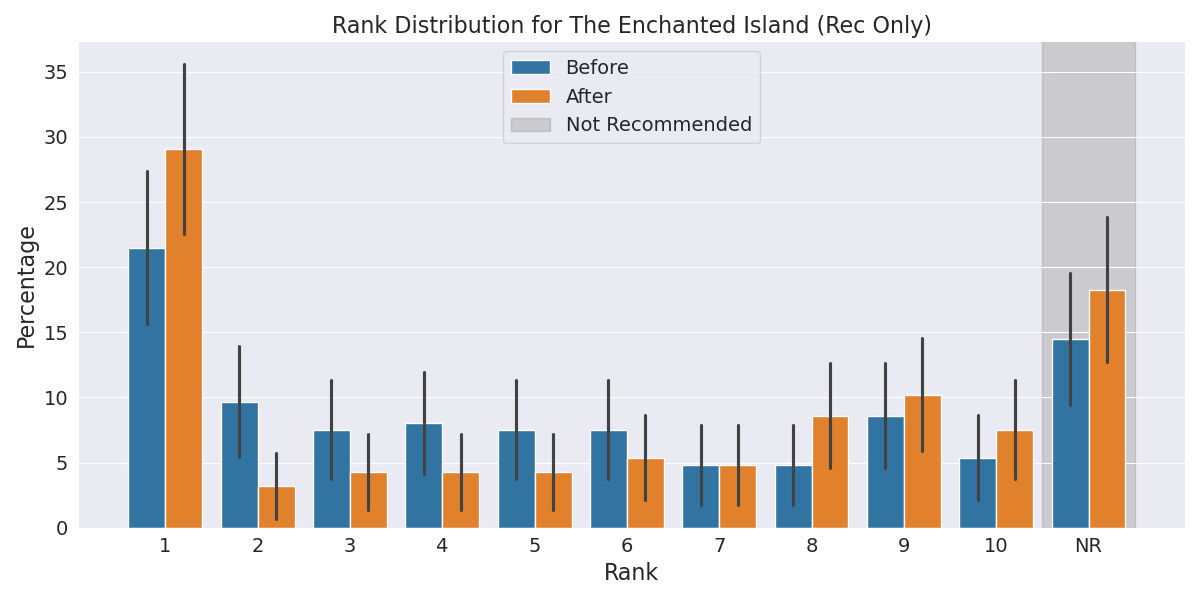 Rank Distribution for The Enchanted Island (Rec Only)
Before
After
Not Recommended
Percentage
35
30
25
20
15
10
5
0
1 2 3 4 5 6 7 8 9 10 NR
Rank